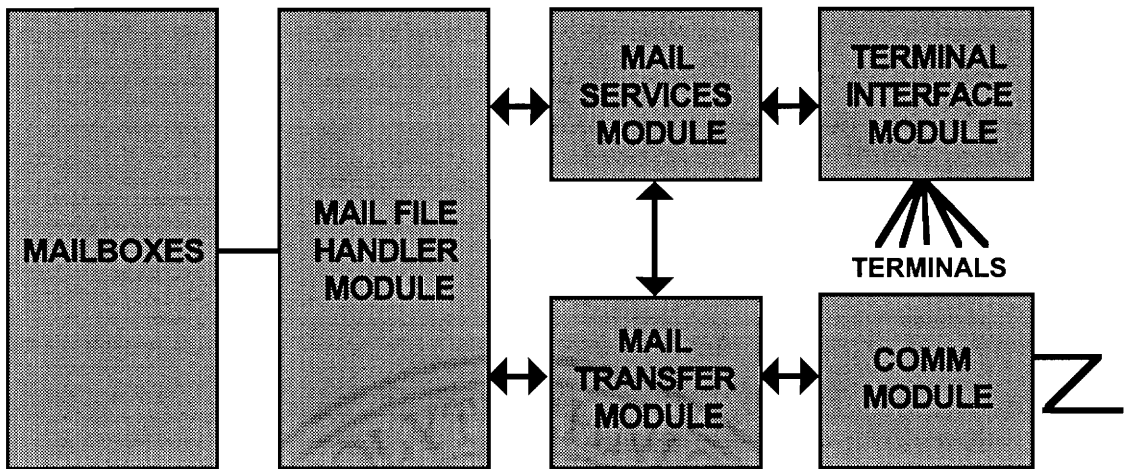 MAILBOXES
MAIL FILE
HANDLER
MODULE
MAIL
SERVICES
MODULE
TERMINAL
INTERFACE
MODULE
TERMINALS
MAIL
TRANSFER
MODULE
COMM
MODULE